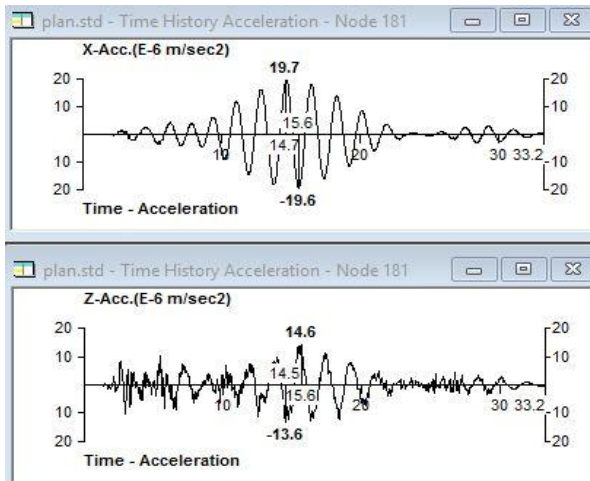 plan.std - Time History Acceleration - Node 181
X-Acc.(E-6 m/sec2)
19.7
20 20
10 10
15.6
14.7
10 20 30 33.2
10 10
20 -20
-19.6
Time - Acceleration
plan.std - Time History Acceleration - Node 181
Z-Acc.(E-6 m/sec2)
14.6
20 20
10 10
14.5
15.6
10 20 30 33.2
10 10
20 20
-13.6
Time - Acceleration